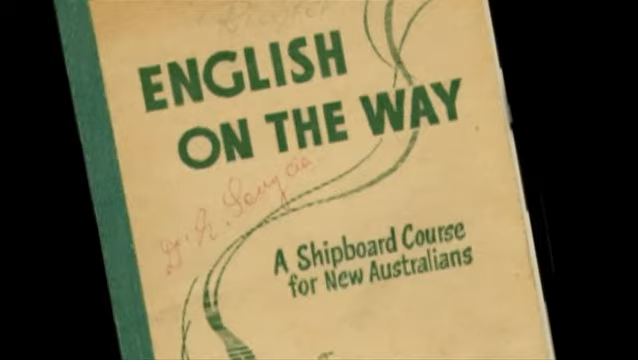 ENGLISH
ON THE WAY
A Shipboard Course
for New Australians